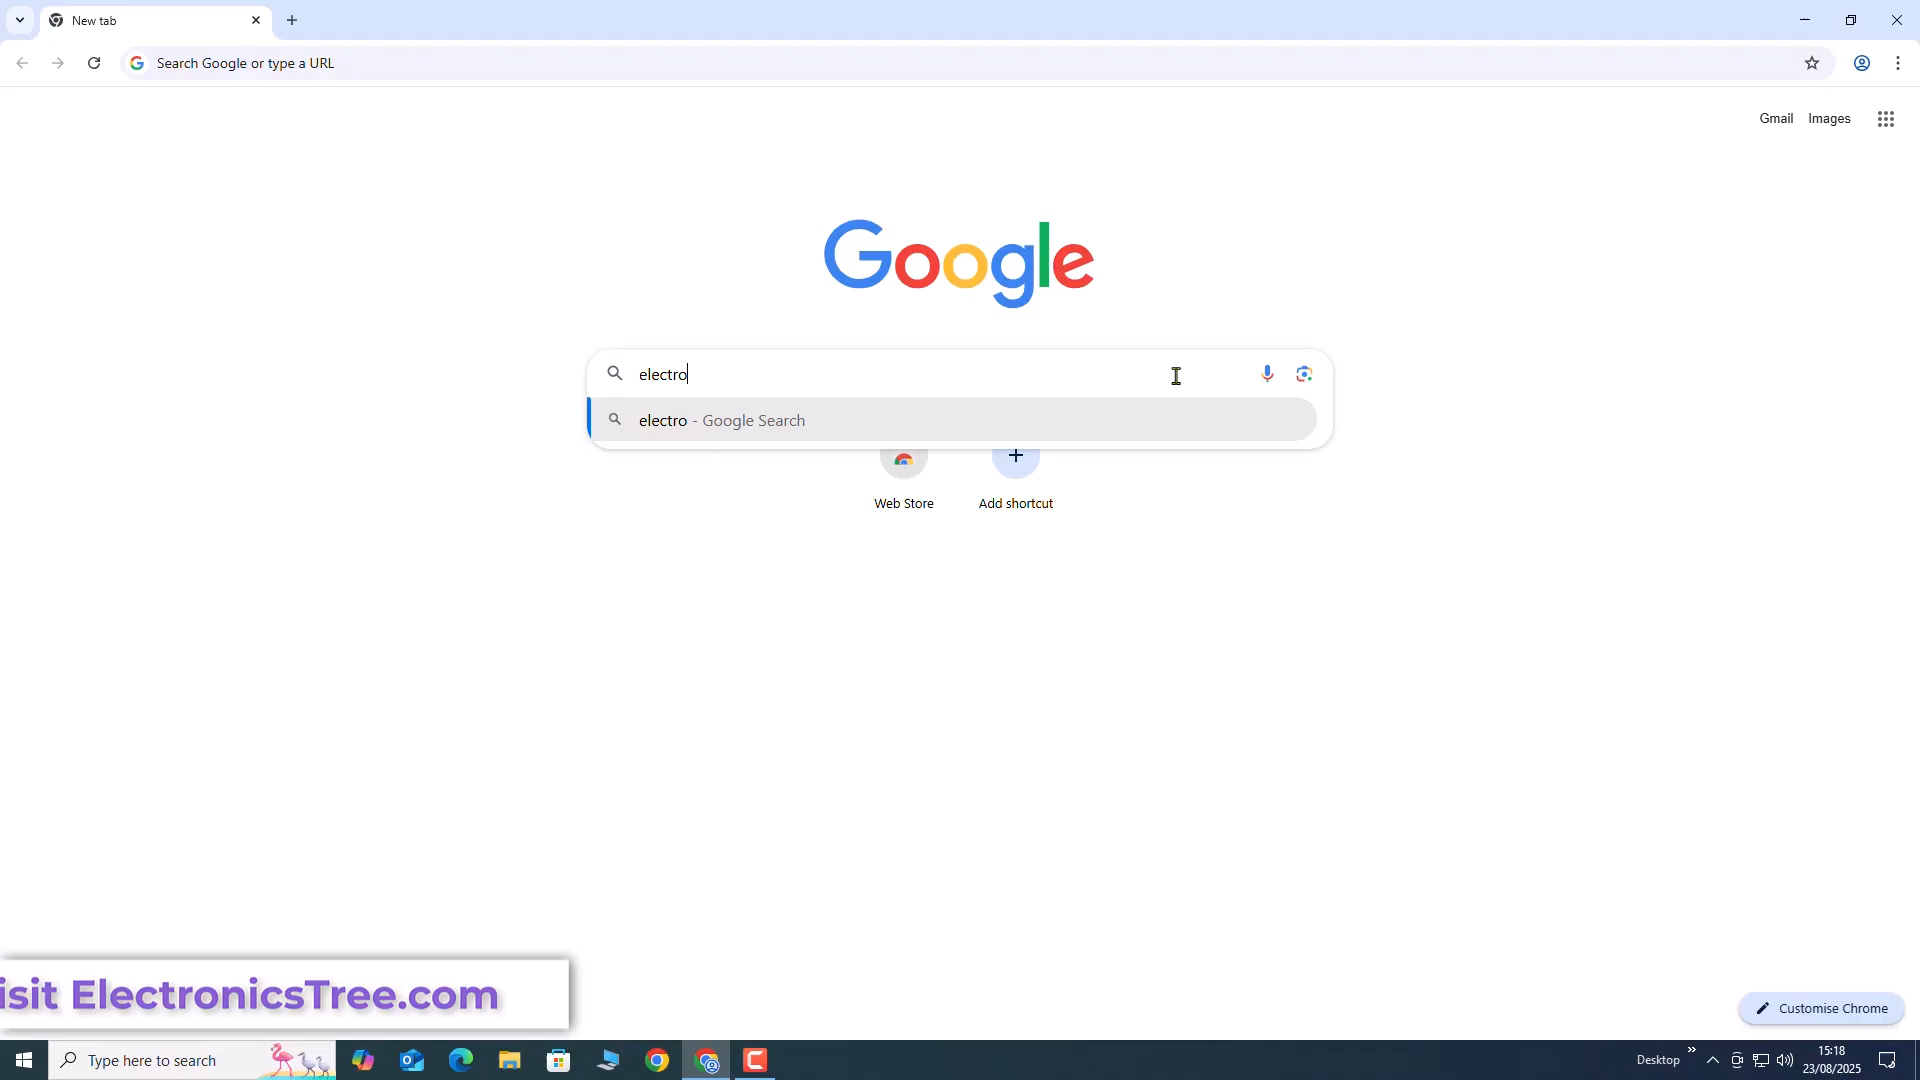 New tab
Search Google or type a URL
Gmail Images
Google
electro
electro - Google Search
Web Store Add shortcut
isit ElectronicsTree.com
Customise Chrome
Type here to search
Desktop
15:18
23/08/2025